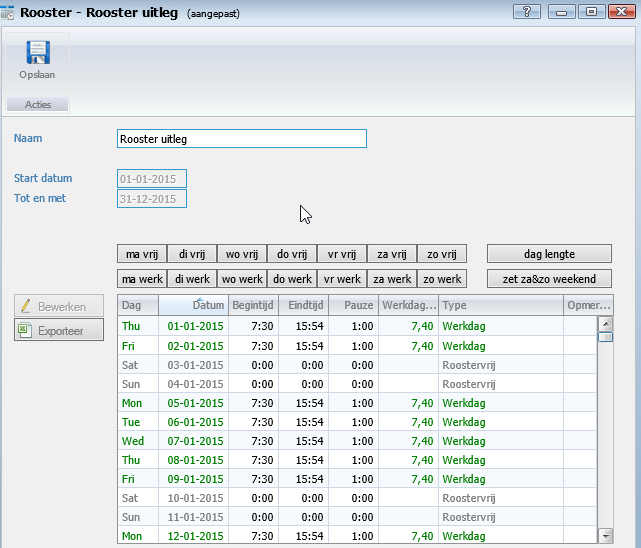 Rooster - Rooster uitleg (aangepast)
Opslaan
Acties
Naam Rooster uitleg
Start datum 01-01-2015
Tot en met 31-12-2015
ma vrij di vrij wo vrij do vrij vr vrij za vrij zo vrij dag lengte
ma werk di werk wo werk do werk vr werk za werk zo werk zet za&zo weekend
Bewerken
Exporteer
Dag Datum Begintijd Eindtijd Pauze Werkdag... Type Opmer...
Thu 01-01-2015 7:30 15:54 1:00 7,40 Werkdag
Fri 02-01-2015 7:30 15:54 1:00 7,40 Werkdag
Sat 03-01-2015 0:00 0:00 0:00 Roostervrij
Sun 04-01-2015 0:00 0:00 0:00 Roostervrij
Mon 05-01-2015 7:30 15:54 1:00 7,40 Werkdag
Tue 06-01-2015 7:30 15:54 1:00 7,40 Werkdag
Wed 07-01-2015 7:30 15:54 1:00 7,40 Werkdag
Thu 08-01-2015 7:30 15:54 1:00 7,40 Werkdag
Fri 09-01-2015 7:30 15:54 1:00 7,40 Werkdag
Sat 10-01-2015 0:00 0:00 0:00 Roostervrij
Sun 11-01-2015 0:00 0:00 0:00 Roostervrij
Mon 12-01-2015 7:30 15:54 1:00 7,40 Werkdag